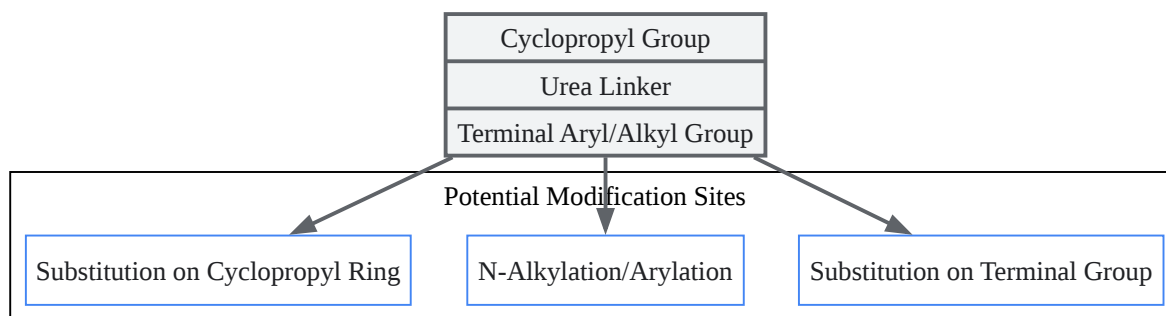 Cyclopropyl Group
Urea Linker
Terminal Aryl/Alkyl Group
Potential Modification Sites
Substitution on Cyclopropyl Ring
N-Alkylation/Arylation
Substitution on Terminal Group